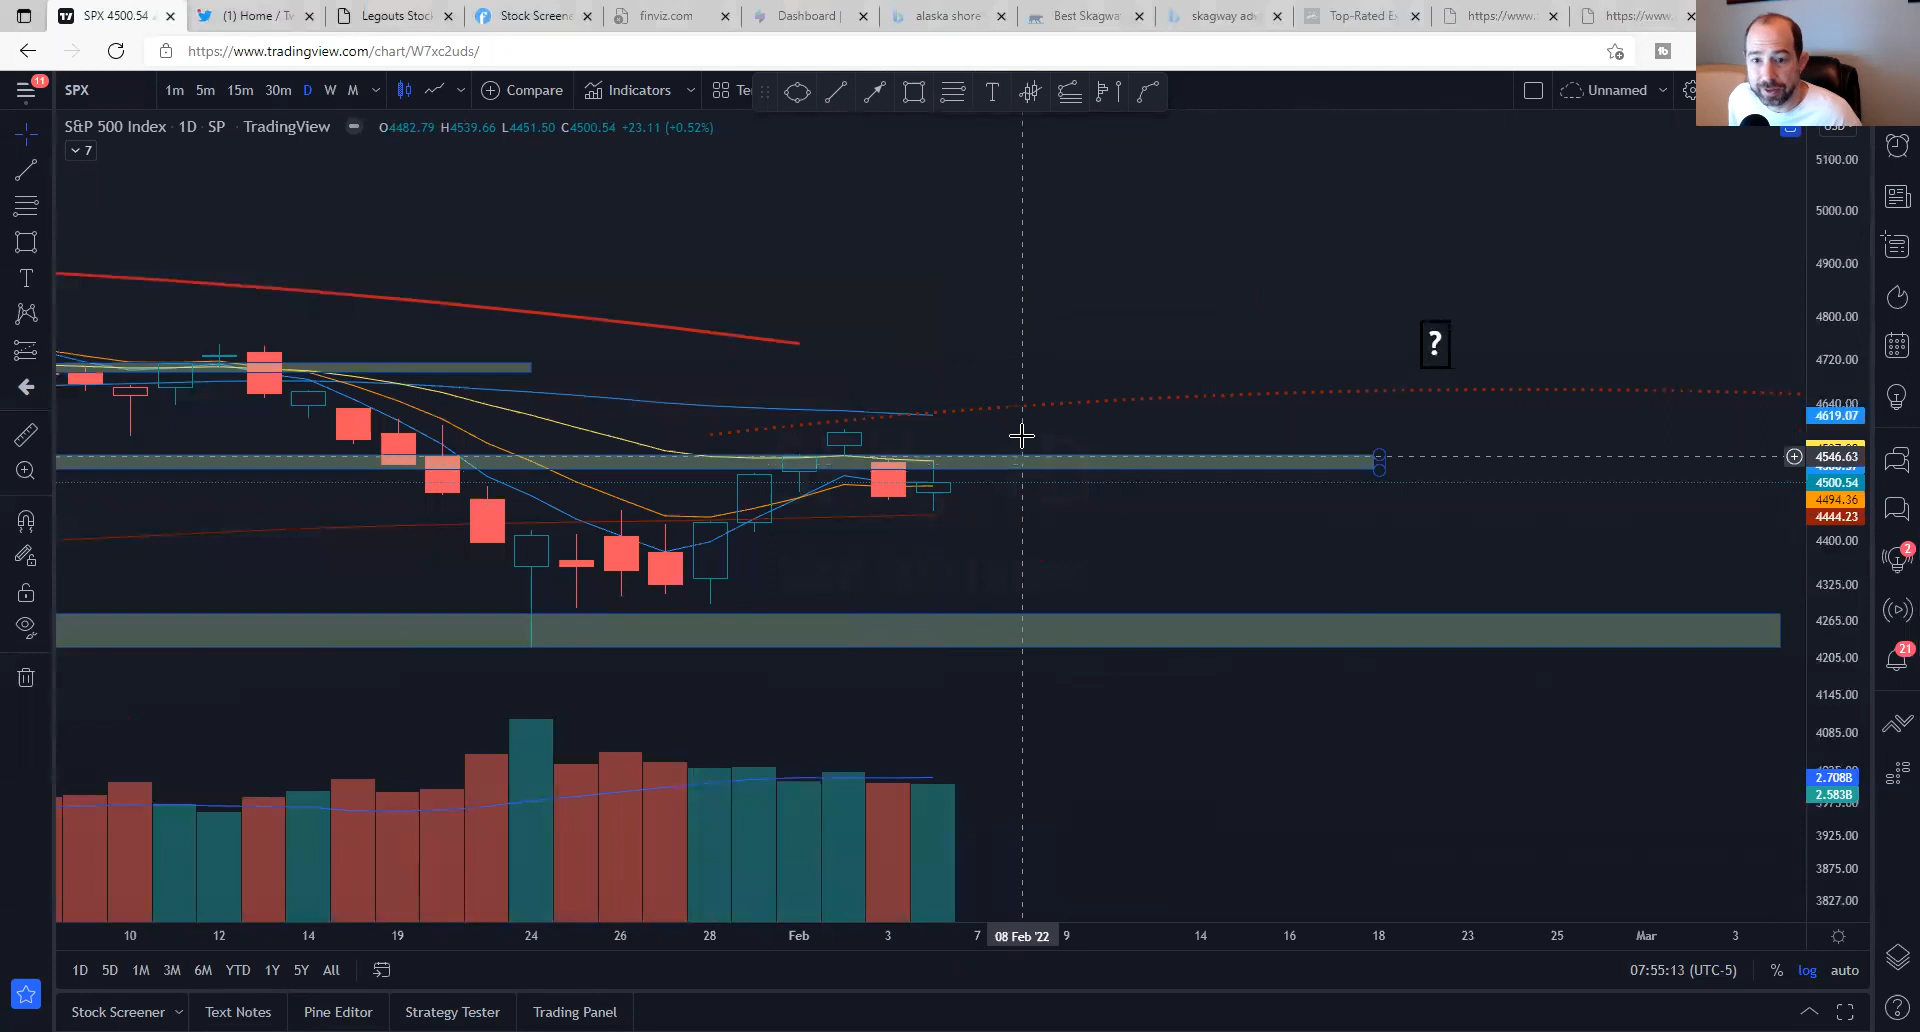 SPX 4500.54
(1) Home / Tw
Legouts Stoc
Stock Screene
finviz.com
Dashboard |
alaska shore
Best Skagwa
skagway adv
Top-Rated Ex
https://www.
https://www.
https://www.tradingview.com/chart/W7xc2uds/
11
SPX
1m 5m 15m 30m D W M
Compare
Indicators
Te
Unnamed
S&P 500 Index · 1D · SP · TradingView
O4482.79 H4539.66 L4451.50 C4500.54 +23.11 (+0.52%)
7
5100.00
5000.00
4900.00
4800.00
?
4720.00
4640.00
4619.07
4546.63
4500.54
4494.36
4444.23
4400.00
4325.00
4265.00
4205.00
4145.00
4085.00
2.708B
2.583B
3925.00
3875.00
3827.00
2
21
10 12 14 19 24 26 28 Feb 3 7 08 Feb '22 9 14 16 18 23 25 Mar 3
1D 5D 1M 3M 6M YTD 1Y 5Y All
07:55:13 (UTC-5) % log auto
Stock Screener Text Notes Pine Editor Strategy Tester Trading Panel